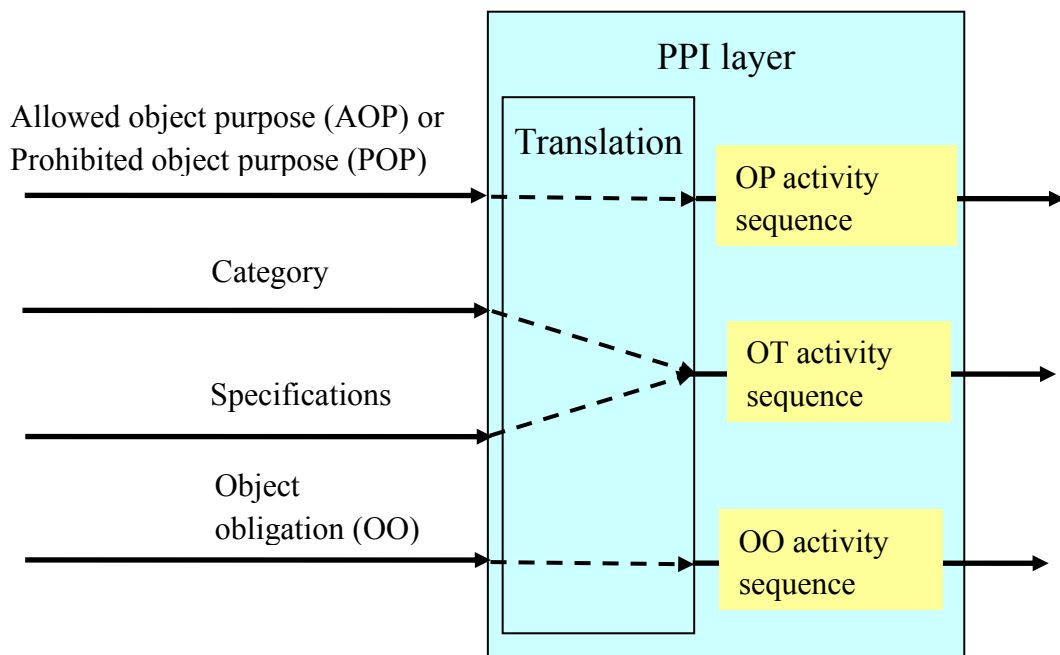 PPI layer
Allowed object purpose (AOP) or
Prohibited object purpose (POP)
Translation
OP activity
sequence
Category
OT activity
sequence
Specifications
Object
obligation (OO)
OO activity
sequence